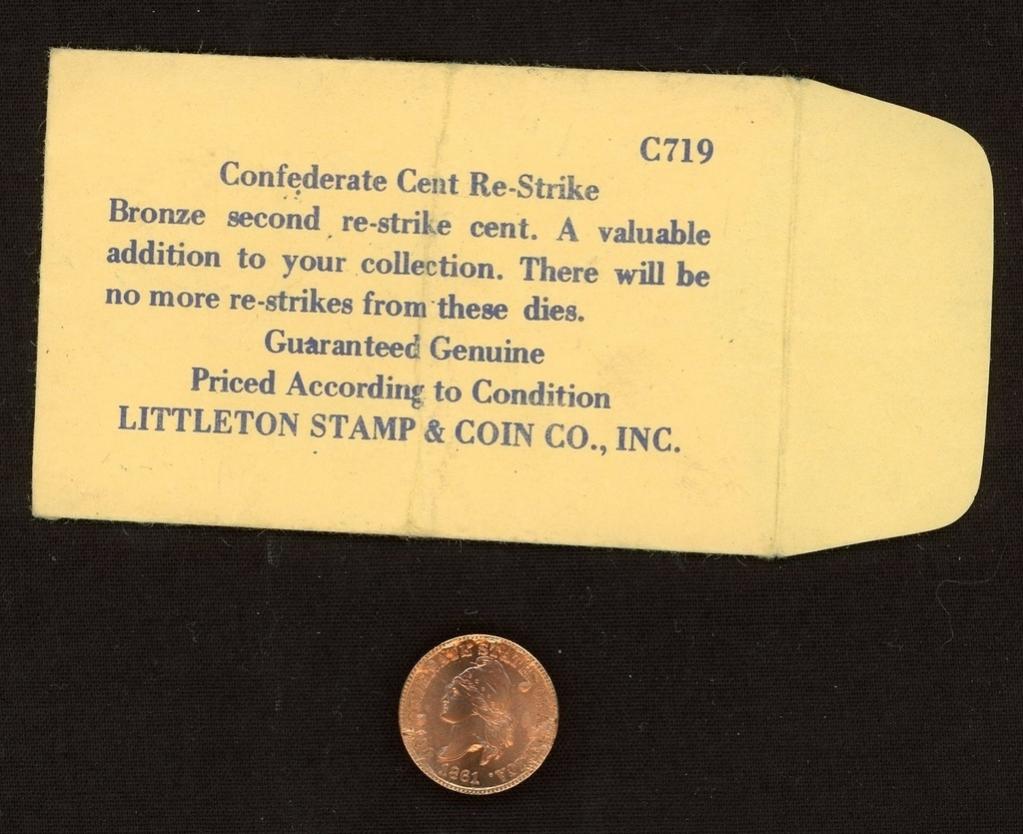 C719
Confederate Cent Re-Strike
Bronze second re-strike cent. A valuable
addition to your collection. There will be
no more re-strikes from these dies.
Guaranteed Genuine
Priced According to Condition
LITTLETON STAMP & COIN CO., INC.
1861